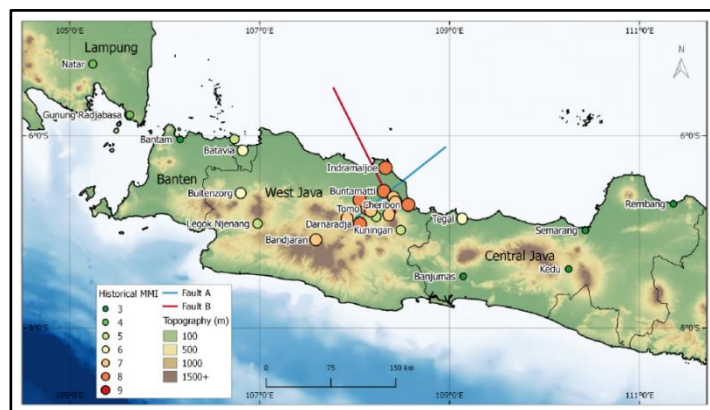 105°0'E 107°0'E 109°0'E 111°0'E
Lampung
N
Natar
Gunung Radjabasa
6°0'S 6°0'S
Bantam
Batavia
Indramaijoe
Banten
Buitenzorg
West Java
Buntamatti
Tomo
Cheribon
Rembang
Legok Njenang
Darnaradja
Kuningan
Tegal
Semarang
Bandjaran
Central Java
Kedu
Banjumas
Historical MMI
3
4
5
6
7
8
9
Fault A
Fault B
Topography (m)
100
500
1000
1500+
8°0'S 8°0'S
0 75 150 km
105°0'E 107°0'E 109°0'E 111°0'E